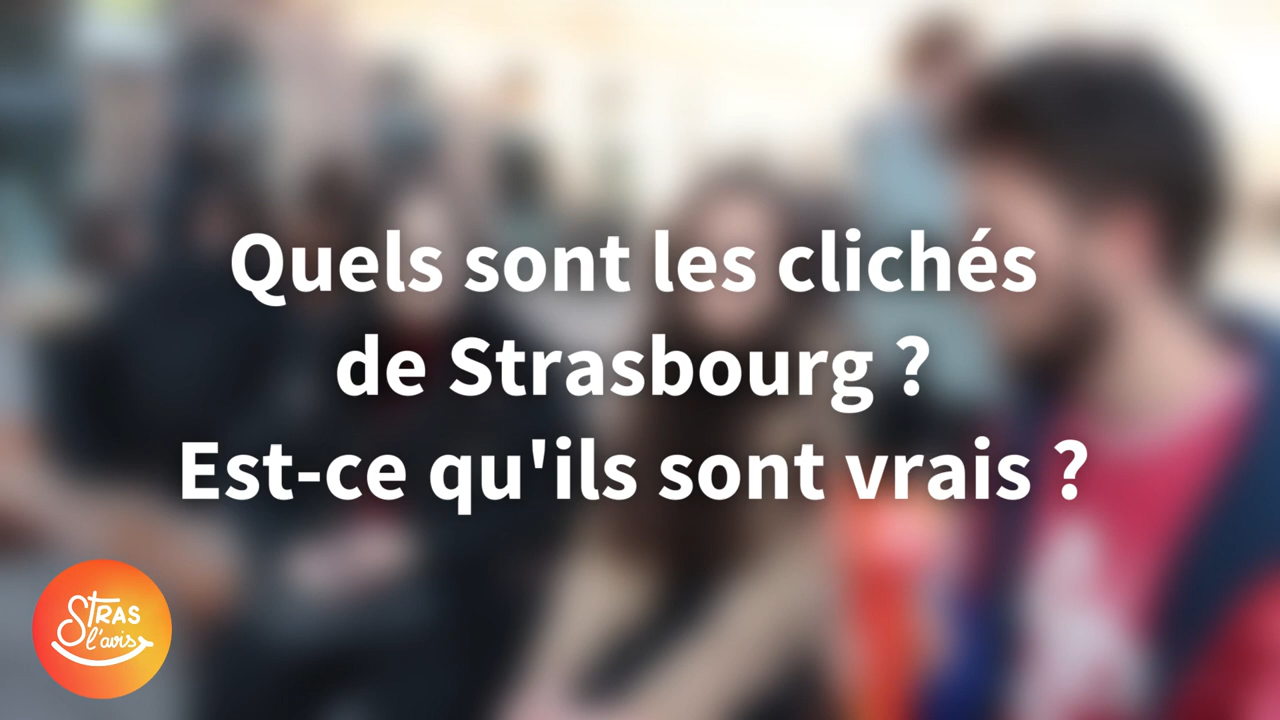 Quels sont les clichés
de Strasbourg ?
Est-ce qu'ils sont vrais ?
STRAS
l'avis